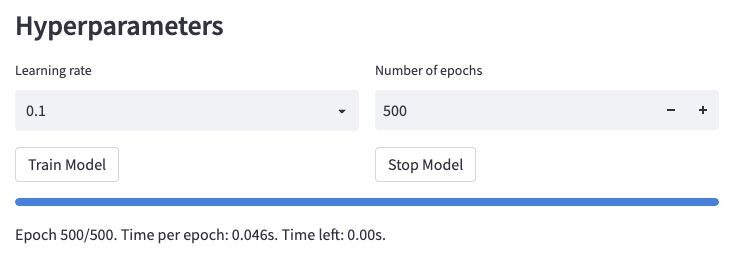 Hyperparameters
Learning rate
Number of epochs
0.1
500
− +
Train Model
Stop Model
Epoch 500/500. Time per epoch: 0.046s. Time left: 0.00s.